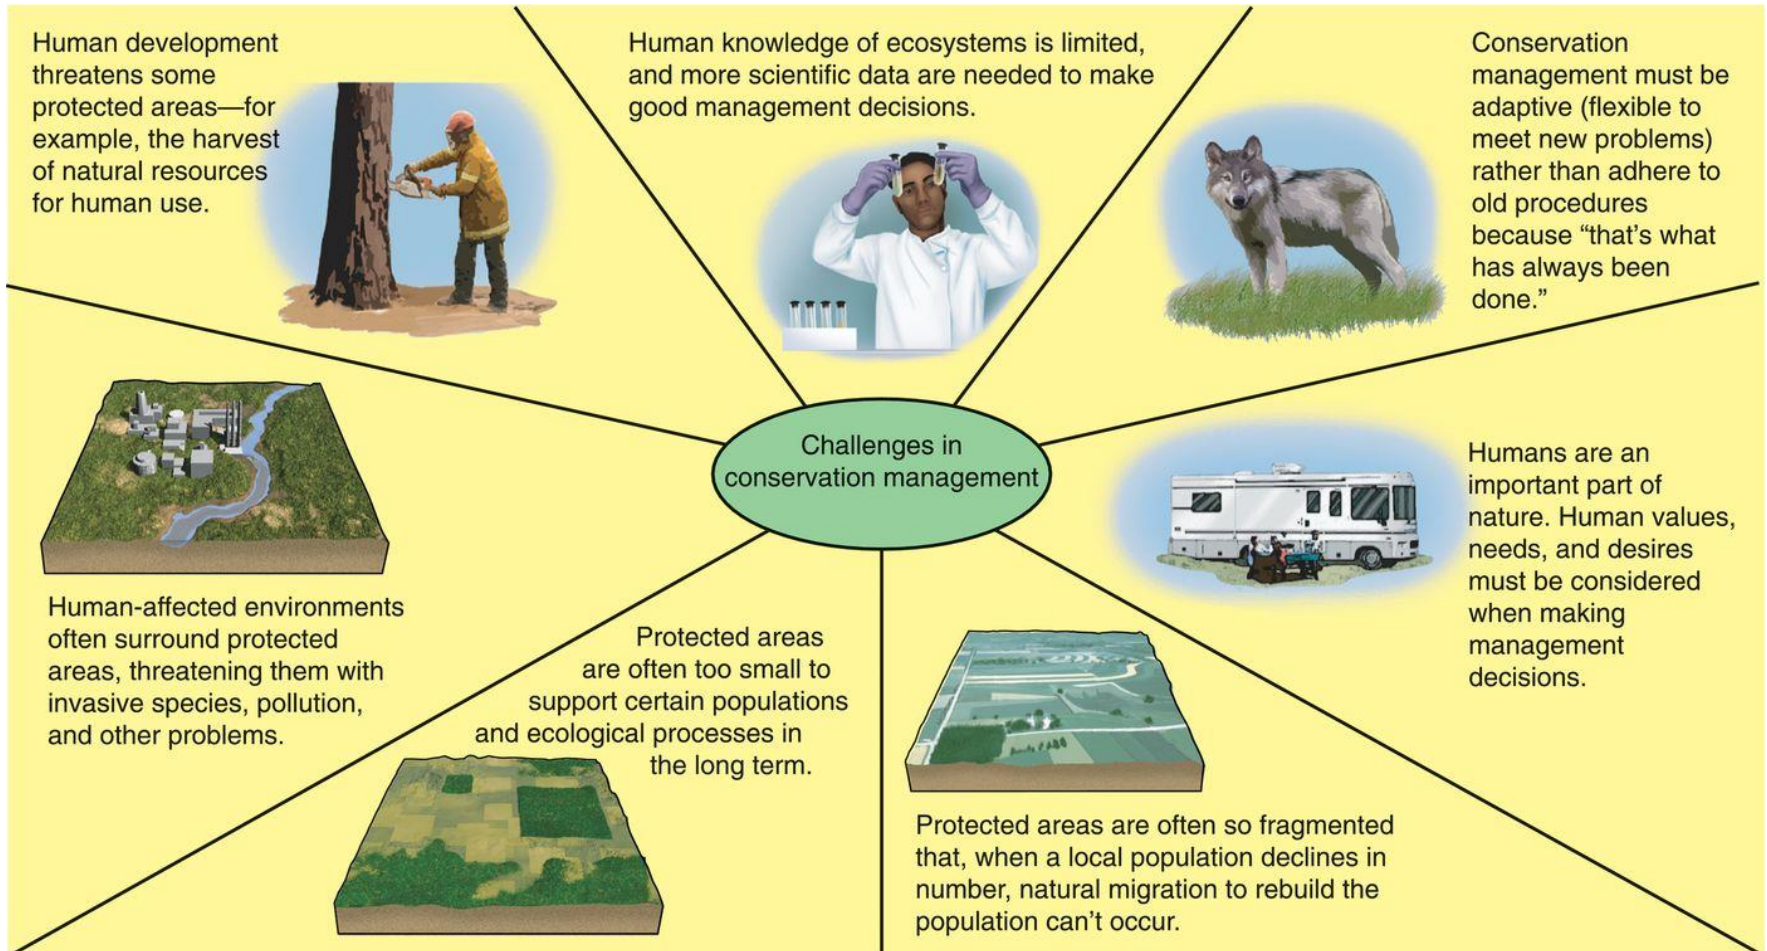 Human development
threatens some
protected areas—for
example, the harvest
of natural resources
for human use.
Human knowledge of ecosystems is limited,
and more scientific data are needed to make
good management decisions.
Conservation
management must be
adaptive (flexible to
meet new problems)
rather than adhere to
old procedures
because “that’s what
has always been
done.”
Challenges in
conservation management
Humans are an
important part of
nature. Human values,
needs, and desires
must be considered
when making
management
decisions.
Human-affected environments
often surround protected
areas, threatening them with
invasive species, pollution,
and other problems.
Protected areas
are often too small to
support certain populations
and ecological processes in
the long term.
Protected areas are often so fragmented
that, when a local population declines in
number, natural migration to rebuild the
population can’t occur.